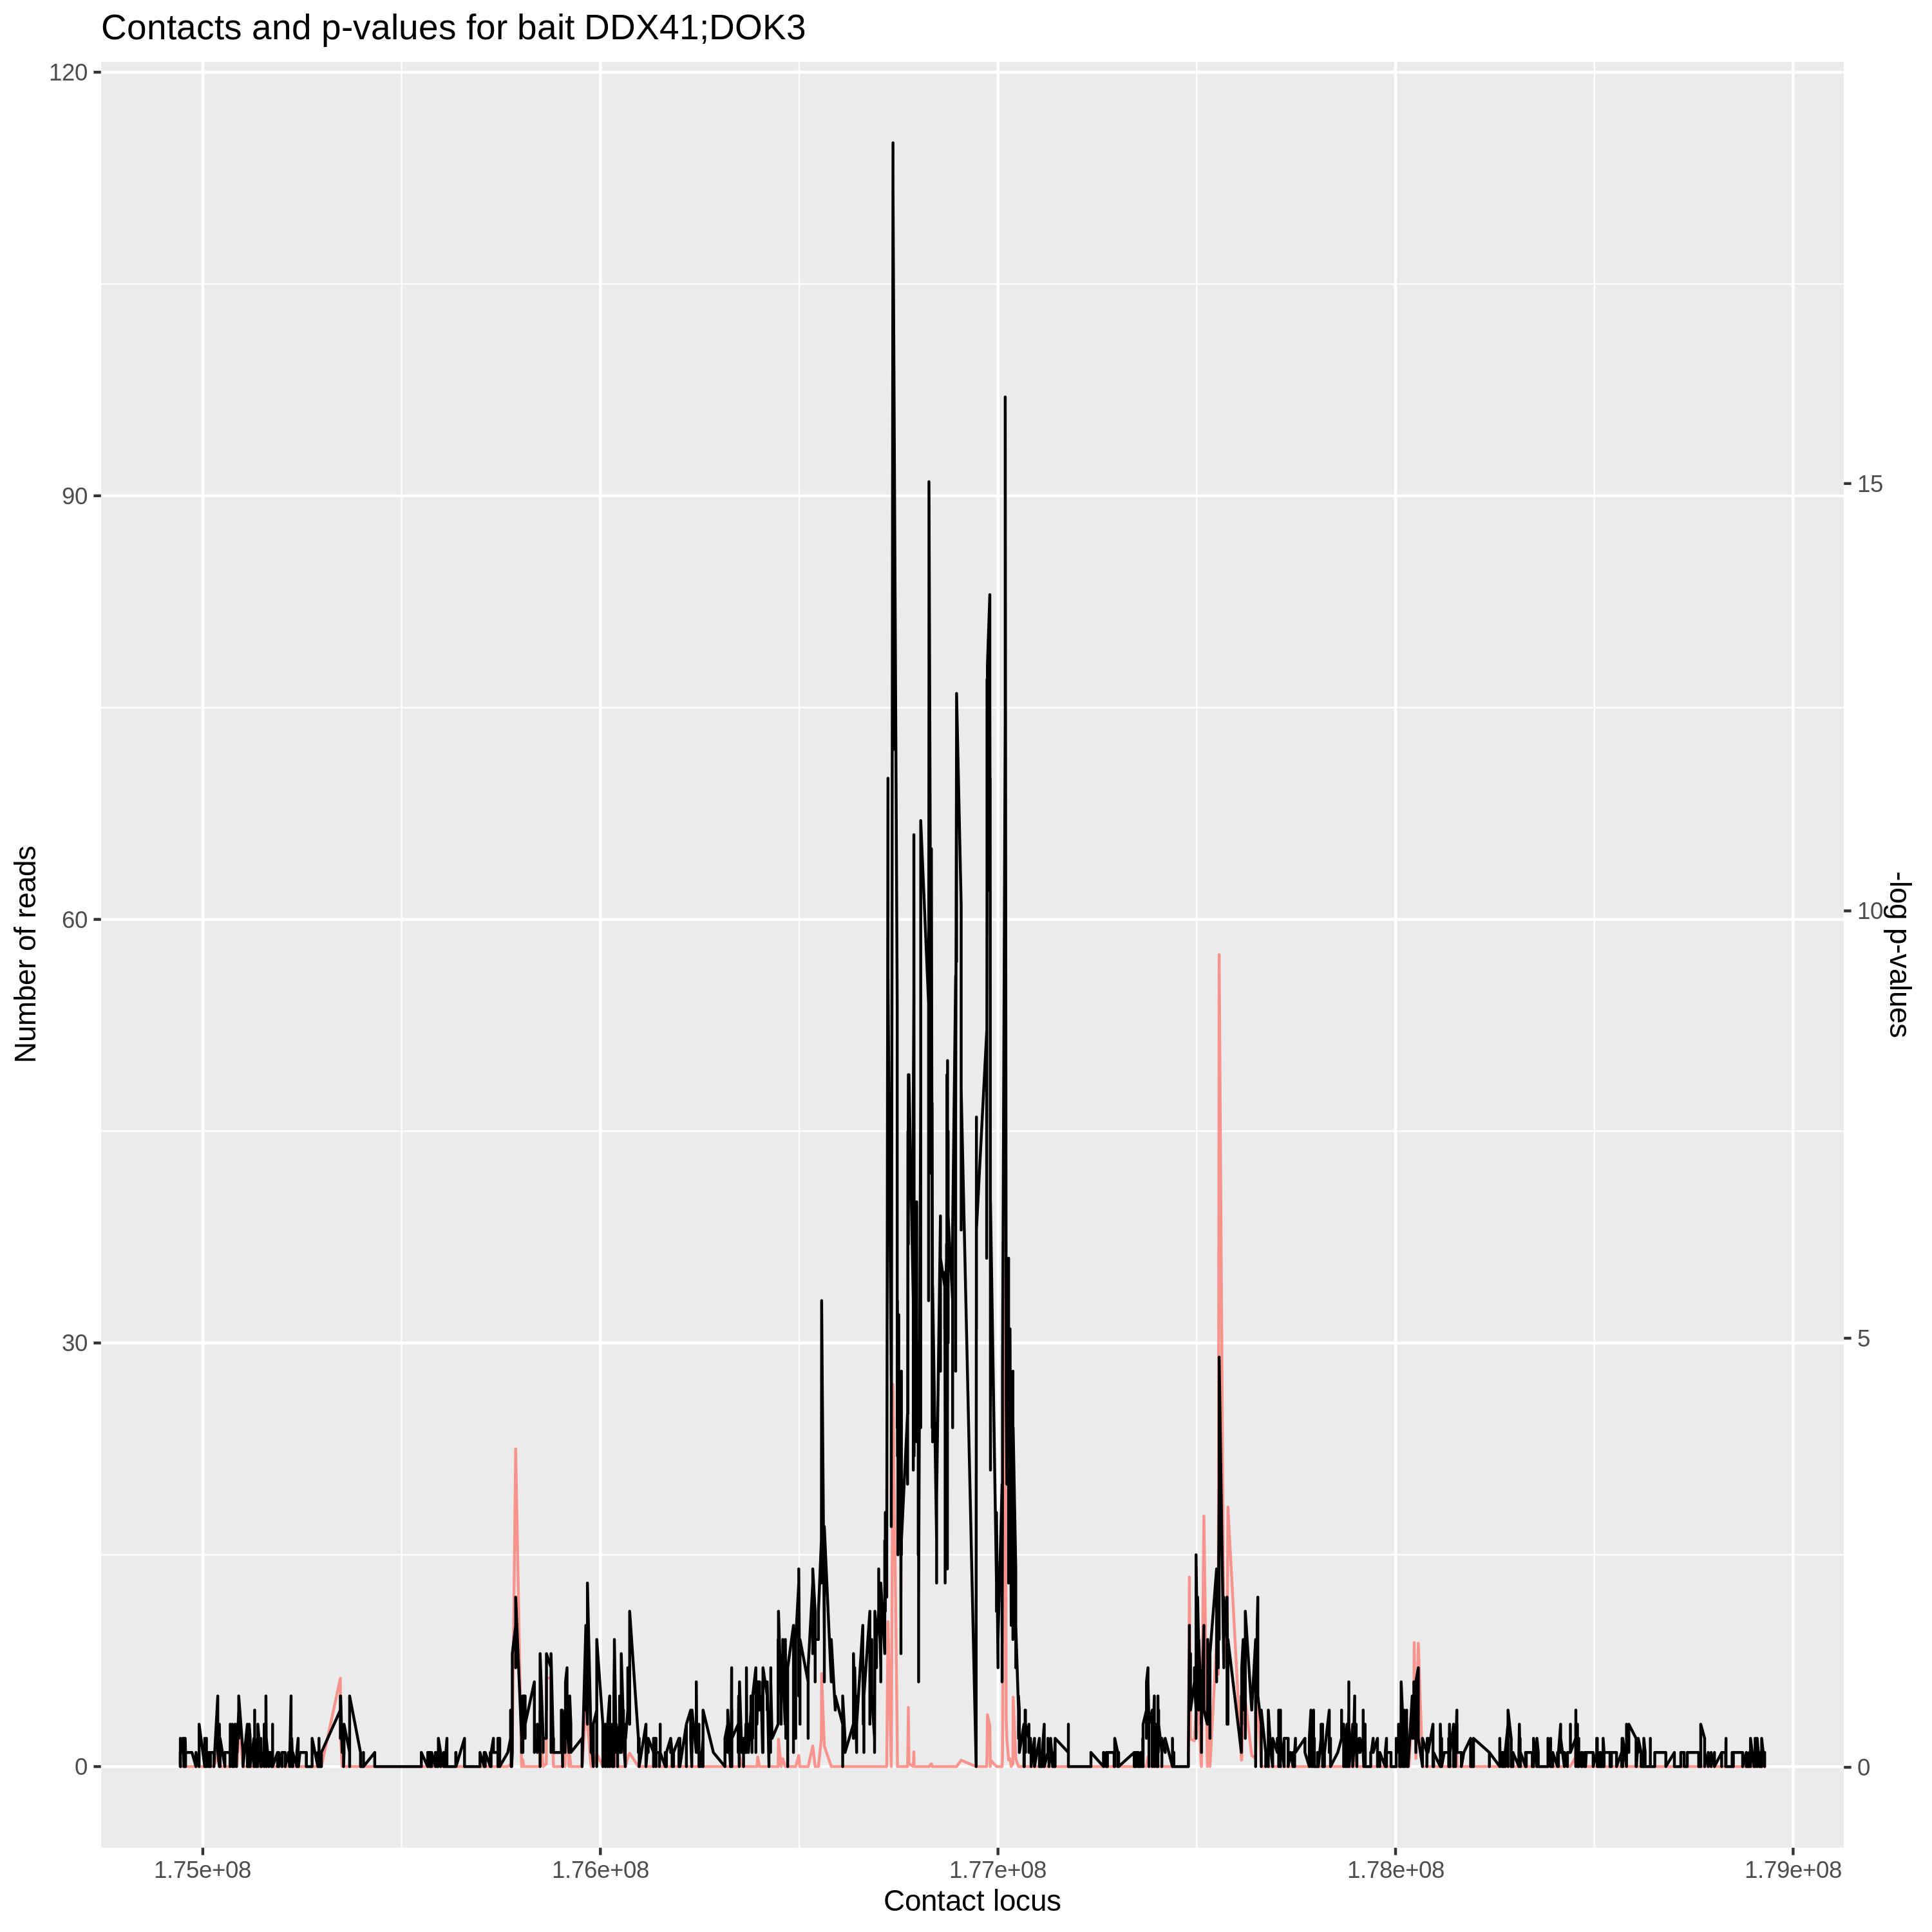 Contacts and p-values for bait DDX41;DOK3
120
90
60
30
0
Number of reads
15
10
5
0
-log p-values
1.75e+08
1.76e+08
1.77e+08
1.78e+08
1.79e+08
Contact locus